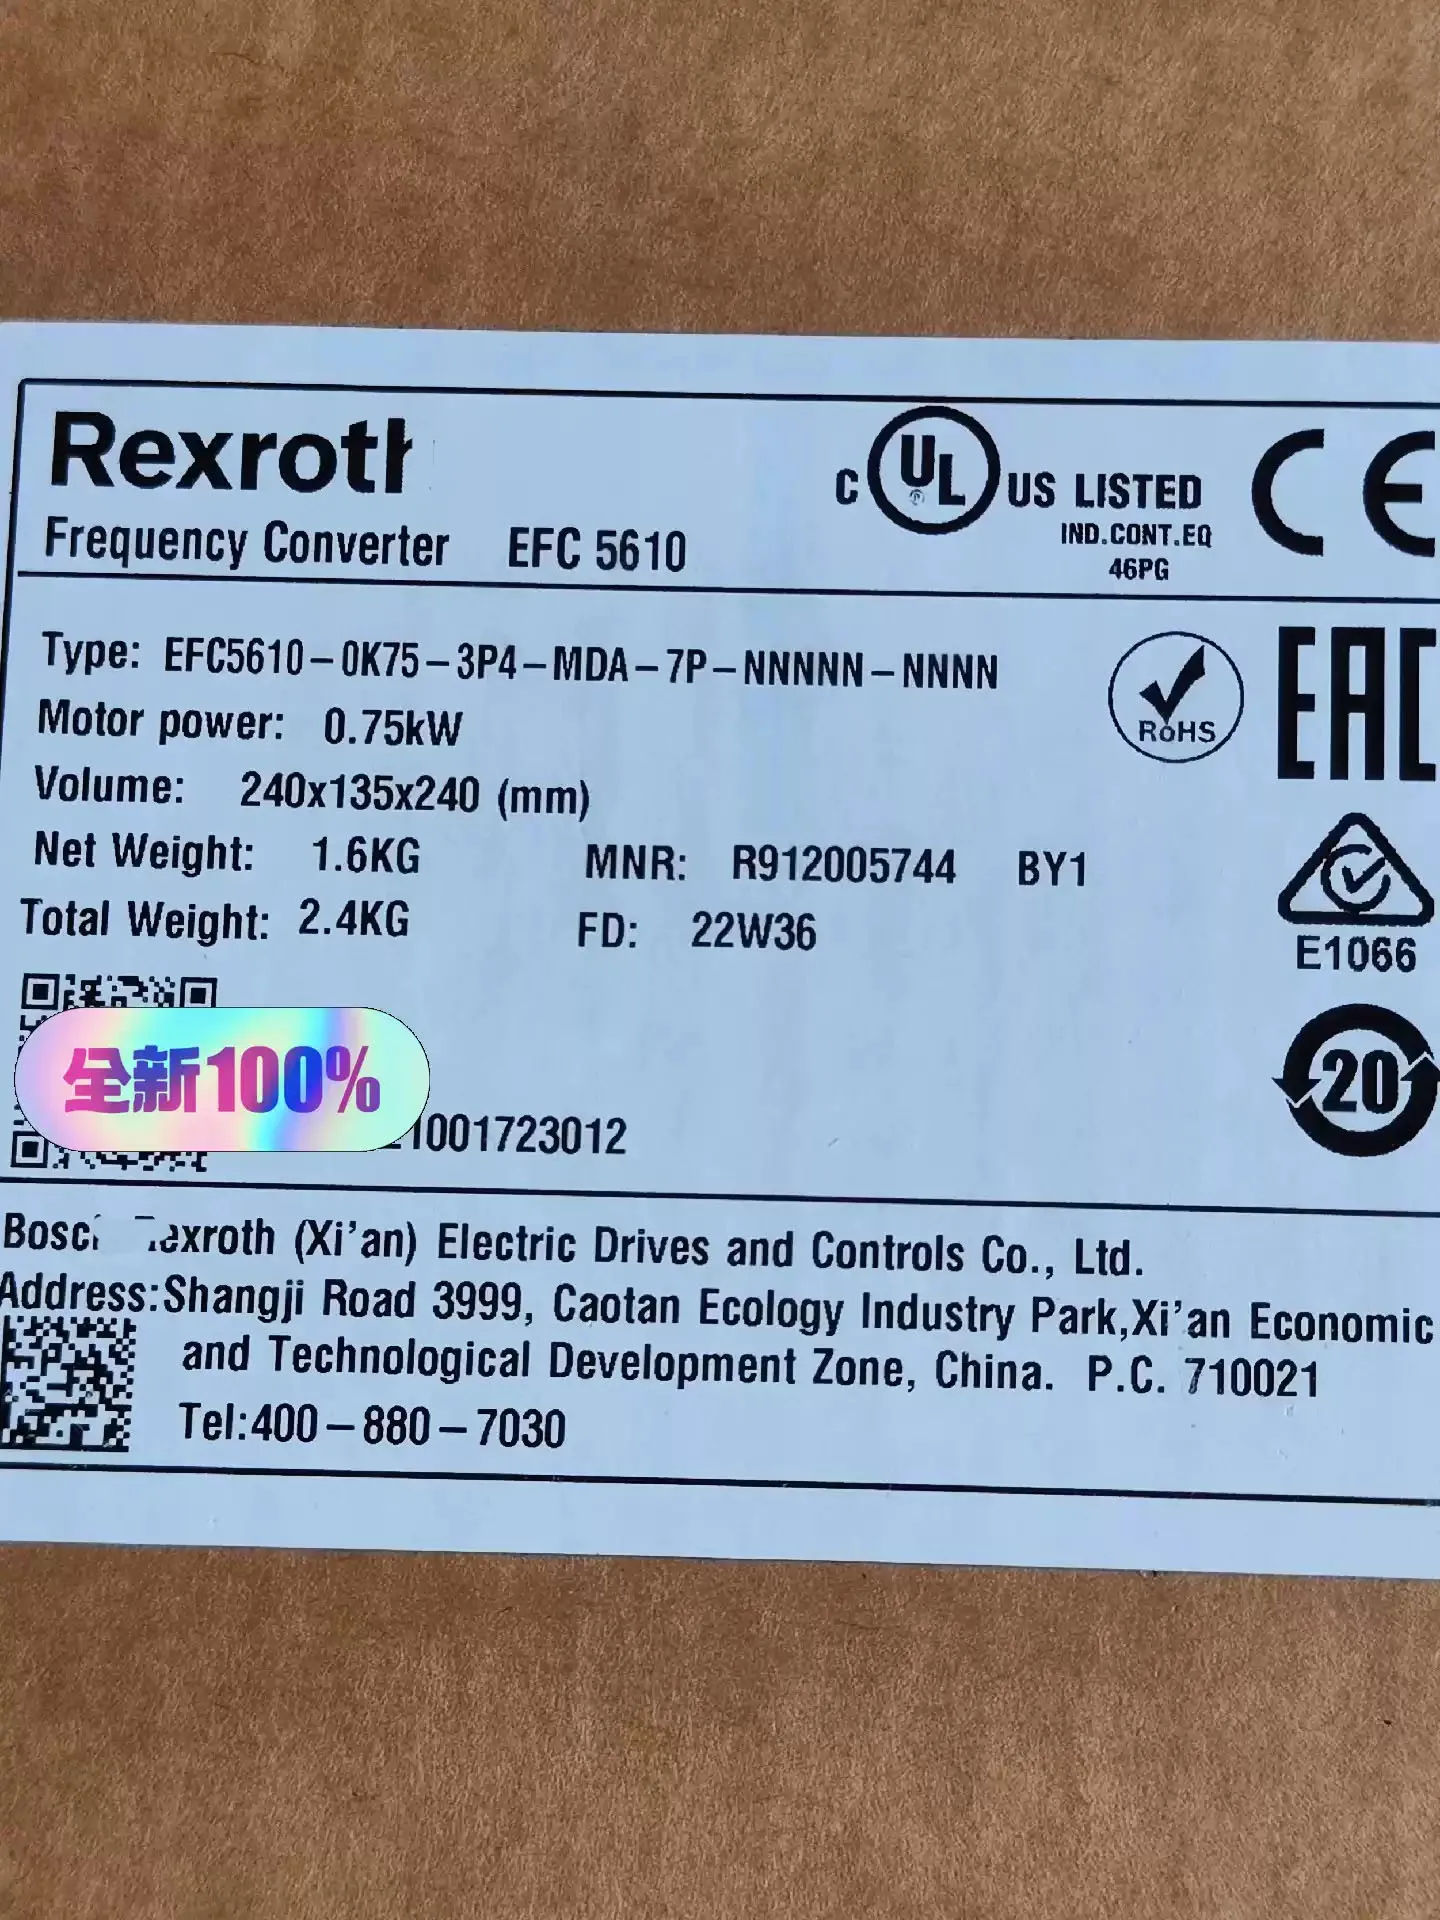 Rexroth
Frequency Converter EFC 5610
C UL US LISTED
IND.CONT.EQ
46PG
CE
Type: EFC5610-0K75-3P4-MDA-7P-NNNNN-NNNN
Motor power: 0.75kW
RoHS
EAC
Volume: 240x135x240 (mm)
Net Weight: 1.6KG MNR: R912005744 BY1
Total Weight: 2.4KG FD: 22W36
E1066
20
全新100%
1001723012
Rexroth (Xi'an) Electric Drives and Controls Co., Ltd.
Address:Shangji Road 3999, Caotan Ecology Industry Park,Xi'an Economic
and Technological Development Zone, China. P.C. 710021
Tel:400-880-7030